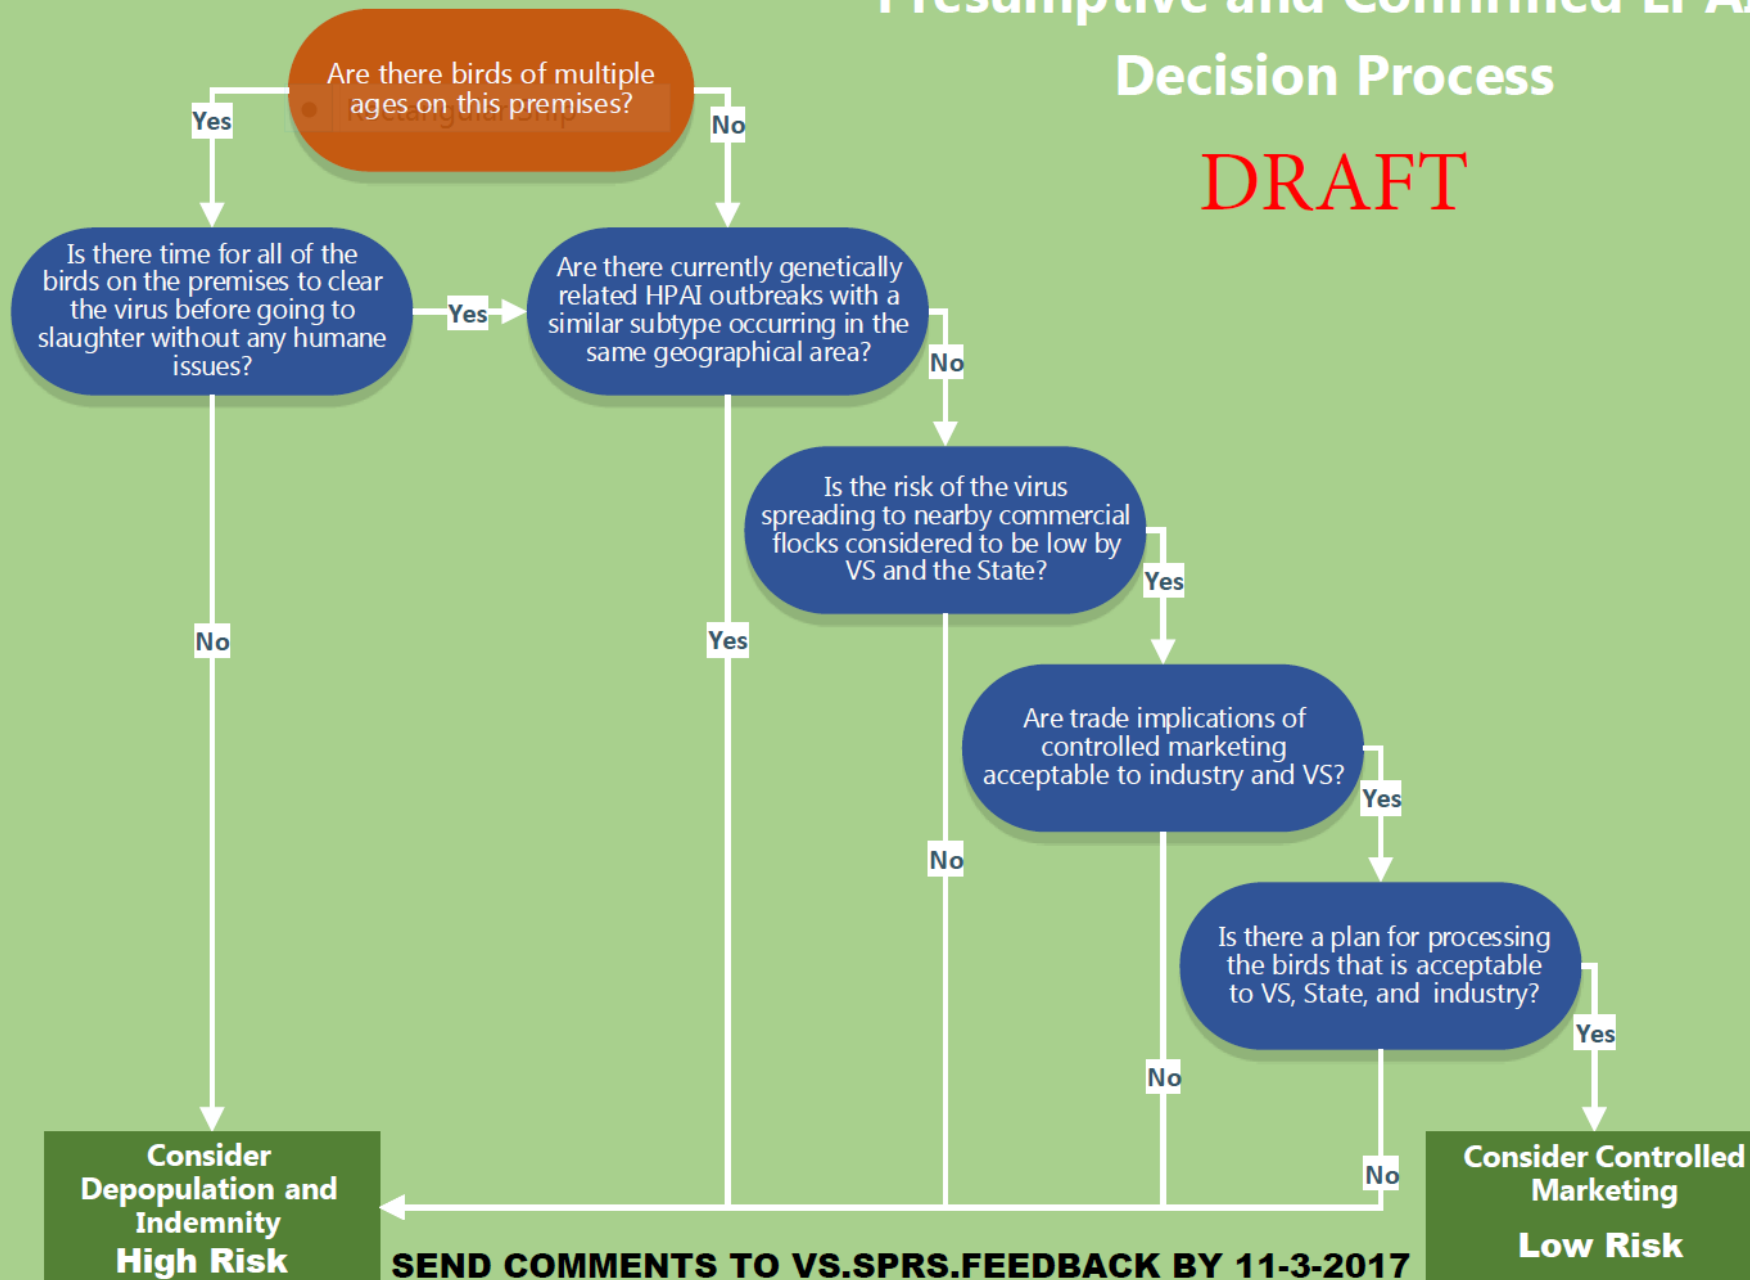 Presumptive and Confirmed LPAI
Decision Process
DRAFT
Are there birds of multiple
ages on this premises?
Rectangular Snip
Yes
No
Is there time for all of the
birds on the premises to clear
the virus before going to
slaughter without any humane
issues?
Yes
Are there currently genetically
related HPAI outbreaks with a
similar subtype occurring in the
same geographical area?
No
Is the risk of the virus
spreading to nearby commercial
flocks considered to be low by
VS and the State?
Yes
No
Yes
Are trade implications of
controlled marketing
acceptable to industry and VS?
Yes
No
Is there a plan for processing
the birds that is acceptable
to VS, State, and industry?
Yes
No
No
Consider
Depopulation and
Indemnity
High Risk
Consider Controlled
Marketing
Low Risk
SEND COMMENTS TO VS.SPRS.FEEDBACK BY 11-3-2017